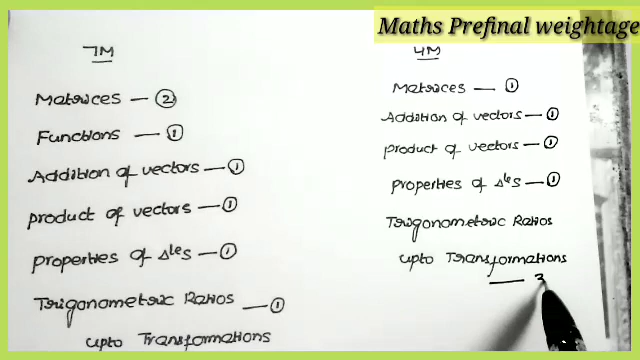 Maths Prefinal weightage
7M
Matrices — ②
Functions — ①
Addition of vectors — ①
product of vectors — ①
properties of Δles — ①
Trigonometric Ratios — ①
upto Transformations
4M
Matrices — ①
Addition of vectors — ①
product of vectors — ①
properties of Δles — ①
Trigonometric Ratios
upto Transformations
— 3